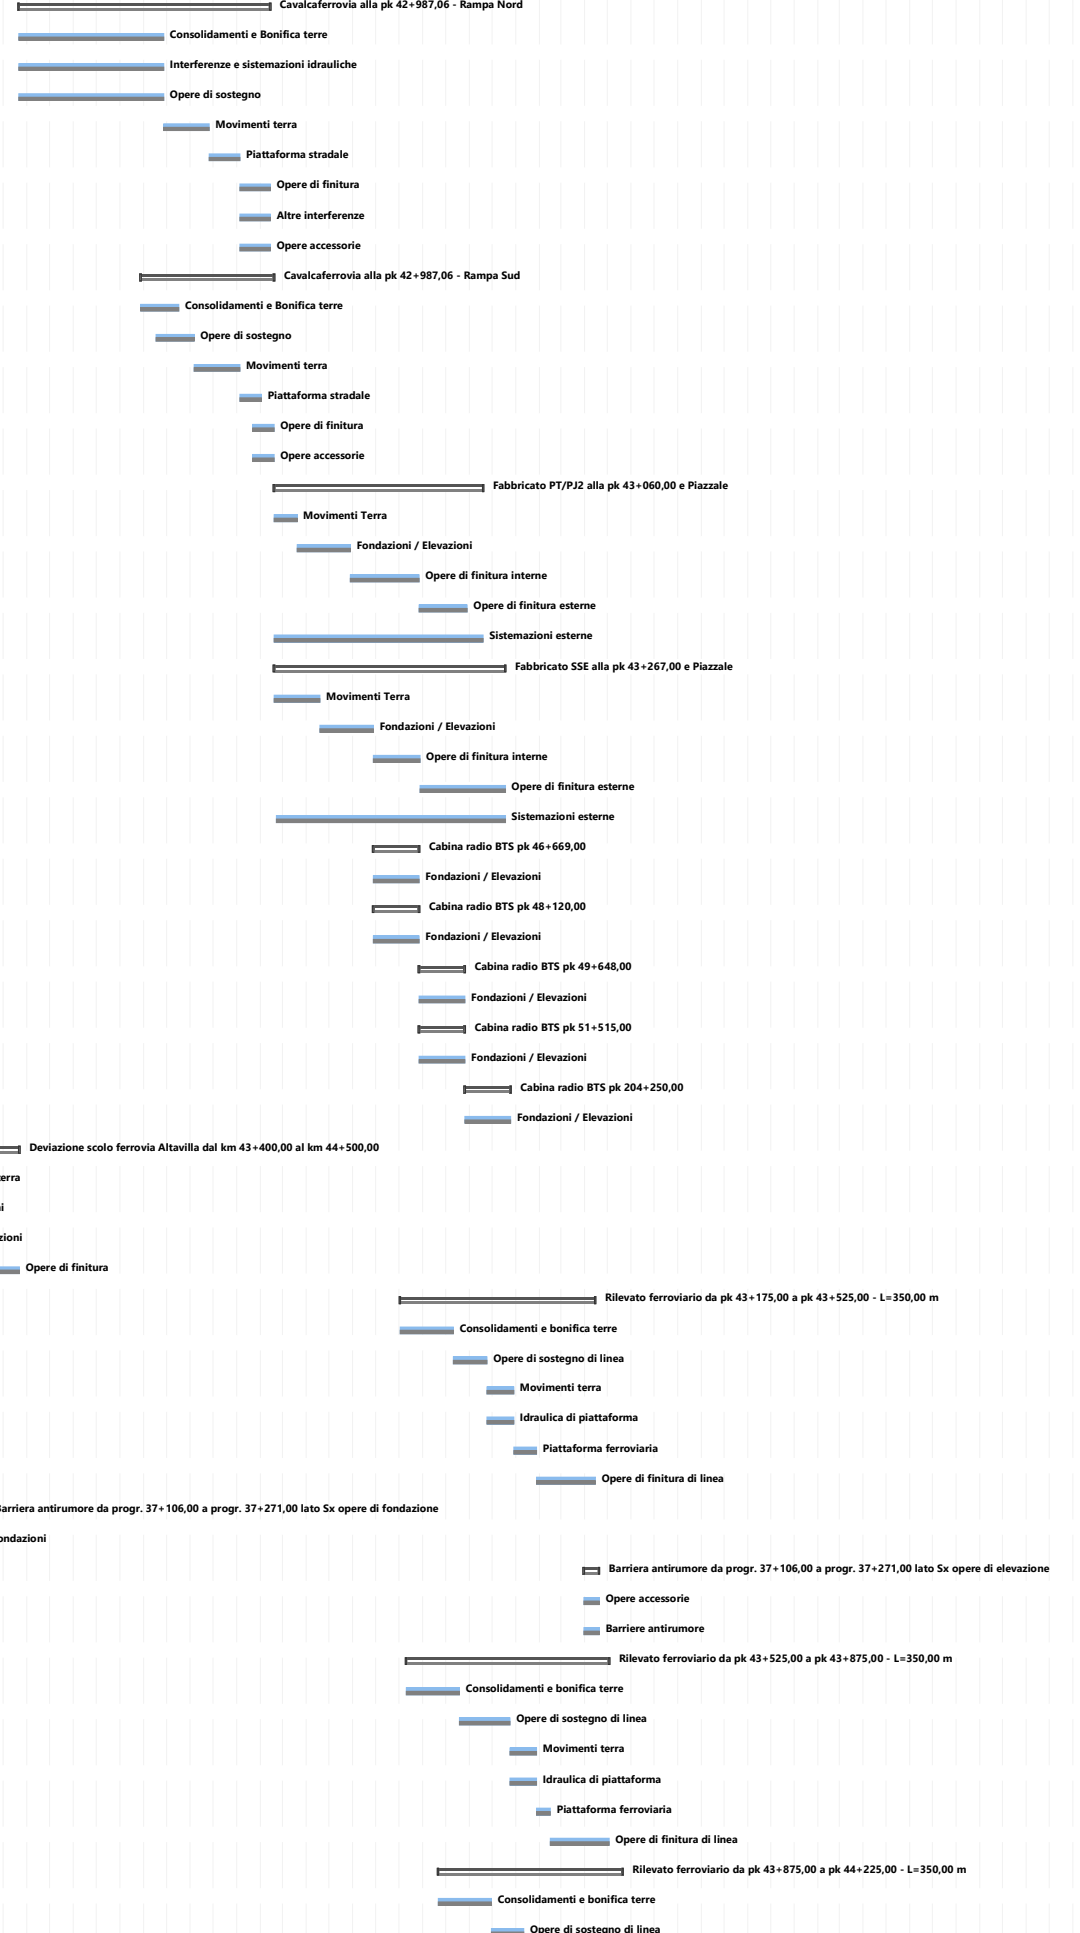 Cavalcaferrovia alla pk 42+987,06 - Rampa Nord
Consolidamenti e Bonifica terre
Interferenze e sistemazioni idrauliche
Opere di sostegno
Movimenti terra
Piattaforma stradale
Opere di finitura
Altre interferenze
Opere accessorie
Cavalcaferrovia alla pk 42+987,06 - Rampa Sud
Consolidamenti e Bonifica terre
Opere di sostegno
Movimenti terra
Piattaforma stradale
Opere di finitura
Opere accessorie
Fabbricato PT/PJ2 alla pk 43+060,00 e Piazzale
Movimenti Terra
Fondazioni / Elevazioni
Opere di finitura interne
Opere di finitura esterne
Sistemazioni esterne
Fabbricato SSE alla pk 43+267,00 e Piazzale
Movimenti Terra
Fondazioni / Elevazioni
Opere di finitura interne
Opere di finitura esterne
Sistemazioni esterne
Cabina radio BTS pk 46+669,00
Fondazioni / Elevazioni
Cabina radio BTS pk 48+120,00
Fondazioni / Elevazioni
Cabina radio BTS pk 49+648,00
Fondazioni / Elevazioni
Cabina radio BTS pk 51+515,00
Fondazioni / Elevazioni
Cabina radio BTS pk 204+250,00
Fondazioni / Elevazioni
Deviazione scolo ferrovia Altavilla dal km 43+400,00 al km 44+500,00
erra
i
zioni
Opere di finitura
Rilevato ferroviario da pk 43+175,00 a pk 43+525,00 - L=350,00 m
Consolidamenti e bonifica terre
Opere di sostegno di linea
Movimenti terra
Idraulica di piattaforma
Piattaforma ferroviaria
Opere di finitura di linea
Barriera antirumore da progr. 37+106,00 a progr. 37+271,00 lato Sx opere di fondazione
ondazioni
Barriera antirumore da progr. 37+106,00 a progr. 37+271,00 lato Sx opere di elevazione
Opere accessorie
Barriere antirumore
Rilevato ferroviario da pk 43+525,00 a pk 43+875,00 - L=350,00 m
Consolidamenti e bonifica terre
Opere di sostegno di linea
Movimenti terra
Idraulica di piattaforma
Piattaforma ferroviaria
Opere di finitura di linea
Rilevato ferroviario da pk 43+875,00 a pk 44+225,00 - L=350,00 m
Consolidamenti e bonifica terre
Opere di sostegno di linea